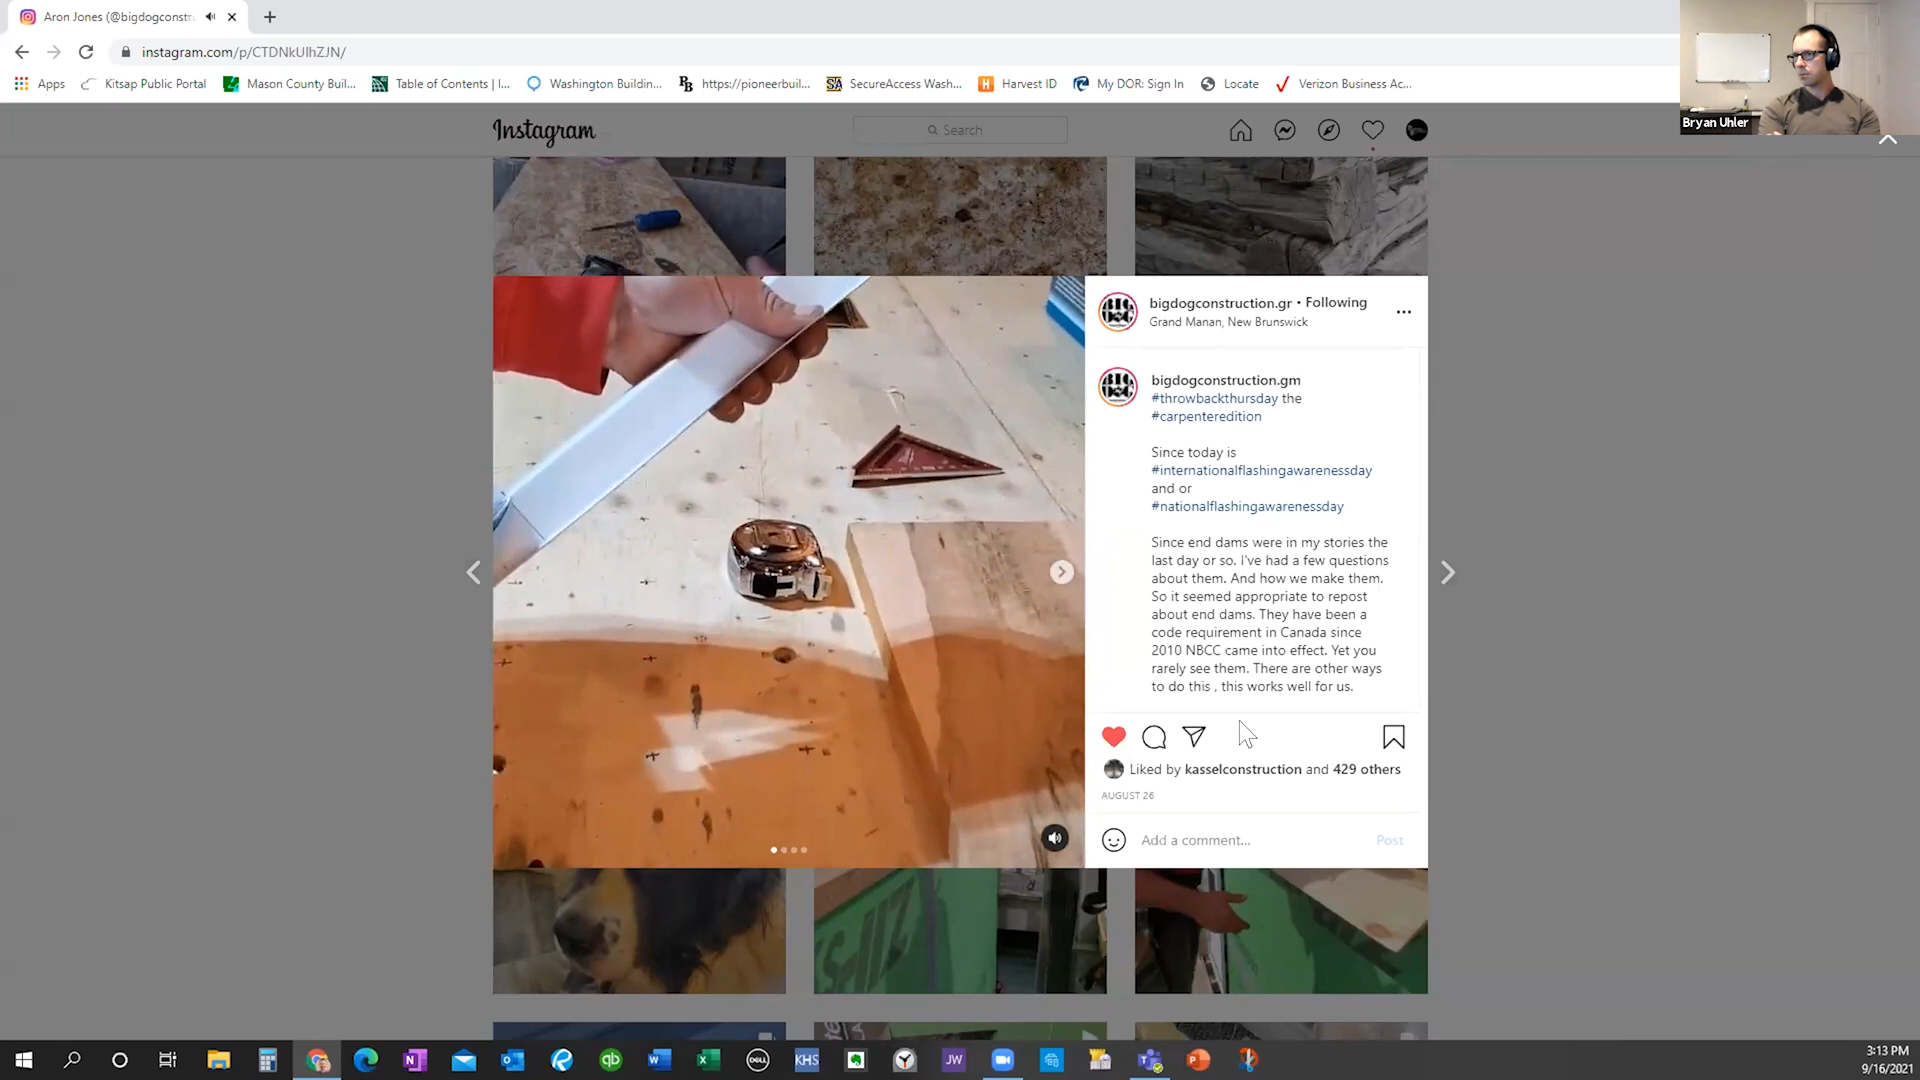 Aron Jones (@bigdogconstr
instagram.com/p/CTDNkUlhZJN/
Apps
Kitsap Public Portal
Mason County Buil...
Table of Contents | I...
Washington Building...
https://pioneerbuil...
SecureAccess Wash...
Harvest ID
My DOR: Sign In
Locate
Verizon Business Ac...
Bryan Uhler
Instagram
Search
bigdogconstruction.gr • Following
Grand Manan, New Brunswick
bigdogconstruction.gm
#throwbackthursday the
#carpenteredition
Since today is
#internationalflashingawarenessday
and or
#nationalflashingawarenessday
Since end dams were in my stories the
last day or so. i've had a few questions
about them. And how we make them.
So it seemed appropriate to repost
about end dams. They have been a
code requirement in Canada since
2010 NBCC came into effect. Yet you
rarely see them. There are other ways
to do this , this works well for us.
Liked by kasselconstruction and 429 others
AUGUST 26
Add a comment...
Post
DELL
KHS
JW
3:13 PM
9/16/2021